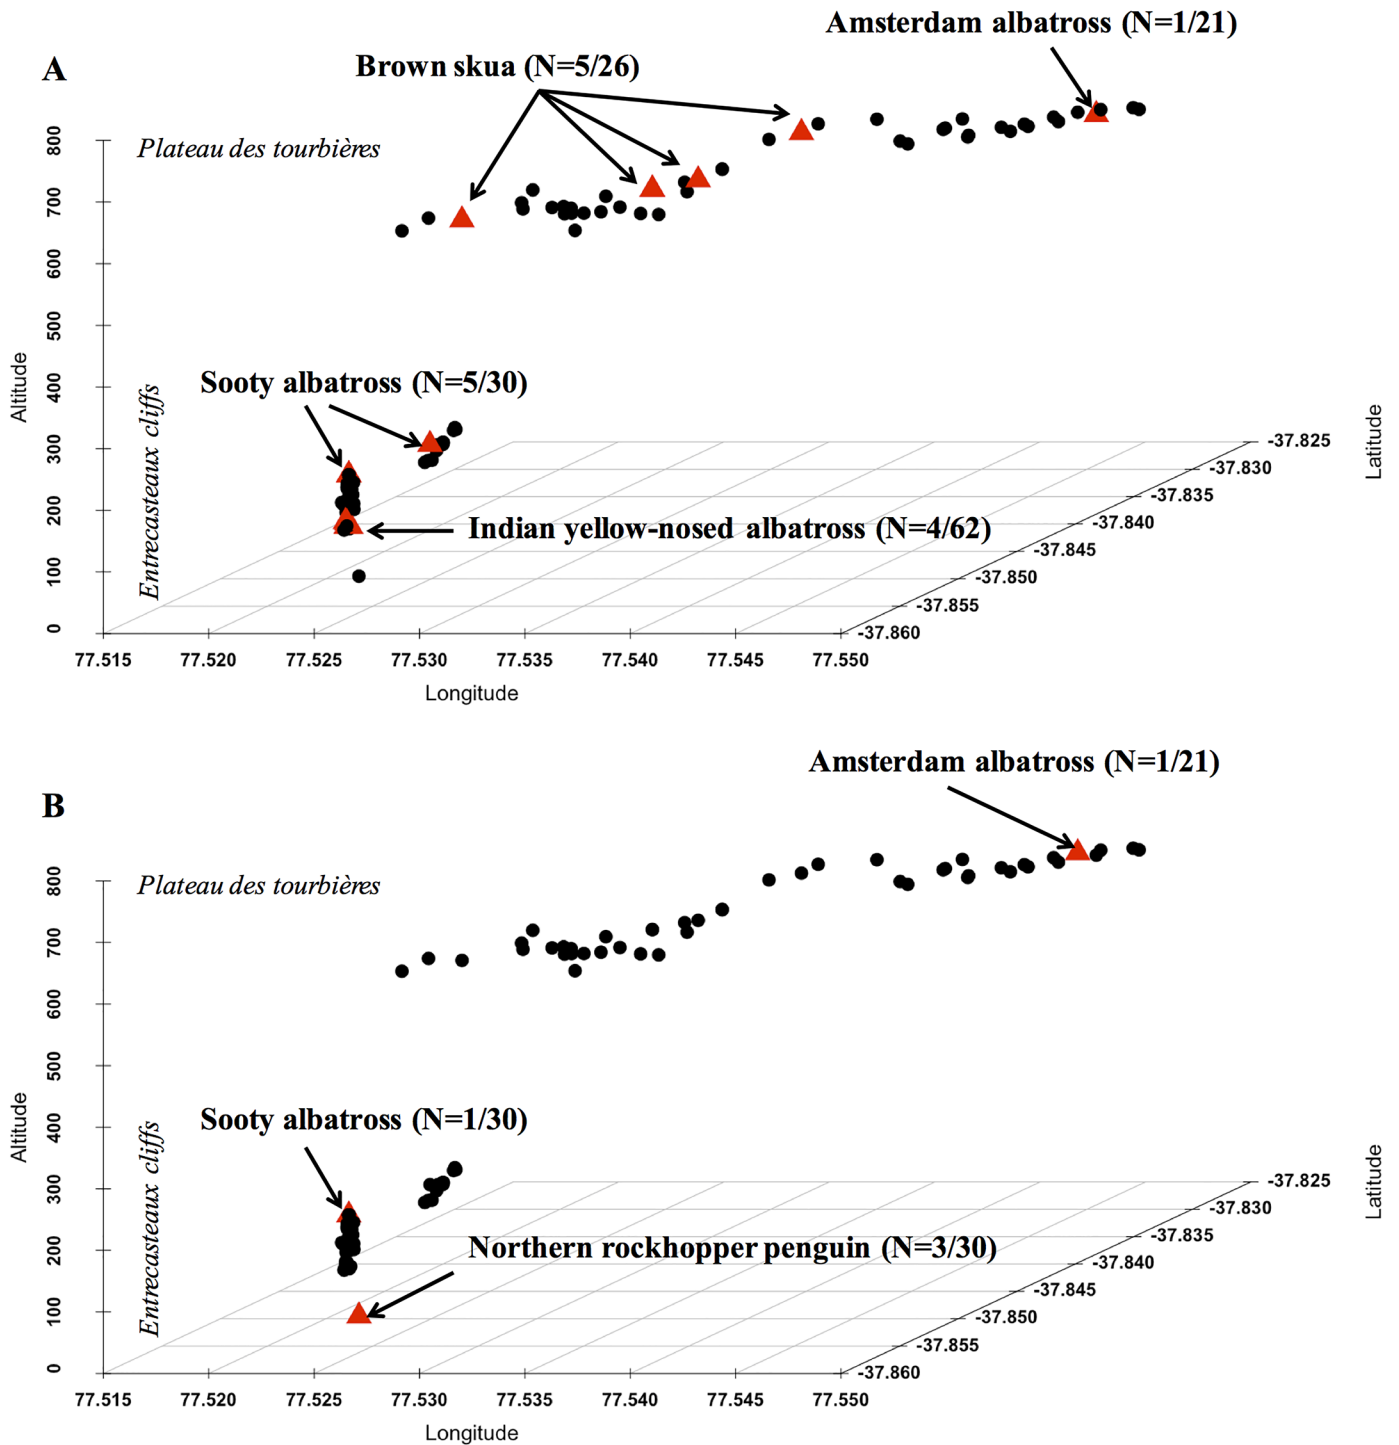 Amsterdam albatross (N=1/21)
A
Brown skua (N=5/26)
Plateau des tourbières
800
700
600
500
400
300
200
100
0
Altitude
Sooty albatross (N=5/30)
Entrecasteaux cliffs
Indian yellow-nosed albatross (N=4/62)
-37.825
-37.830
-37.835
-37.840
-37.845
-37.850
-37.855
-37.860
Latitude
77.515 77.520 77.525 77.530 77.535 77.540 77.545 77.550
Longitude
Amsterdam albatross (N=1/21)
B
Plateau des tourbières
800
700
600
500
400
300
200
100
0
Altitude
Sooty albatross (N=1/30)
Entrecasteaux cliffs
Northern rockhopper penguin (N=3/30)
-37.825
-37.830
-37.835
-37.840
-37.845
-37.850
-37.855
-37.860
Latitude
77.515 77.520 77.525 77.530 77.535 77.540 77.545 77.550
Longitude